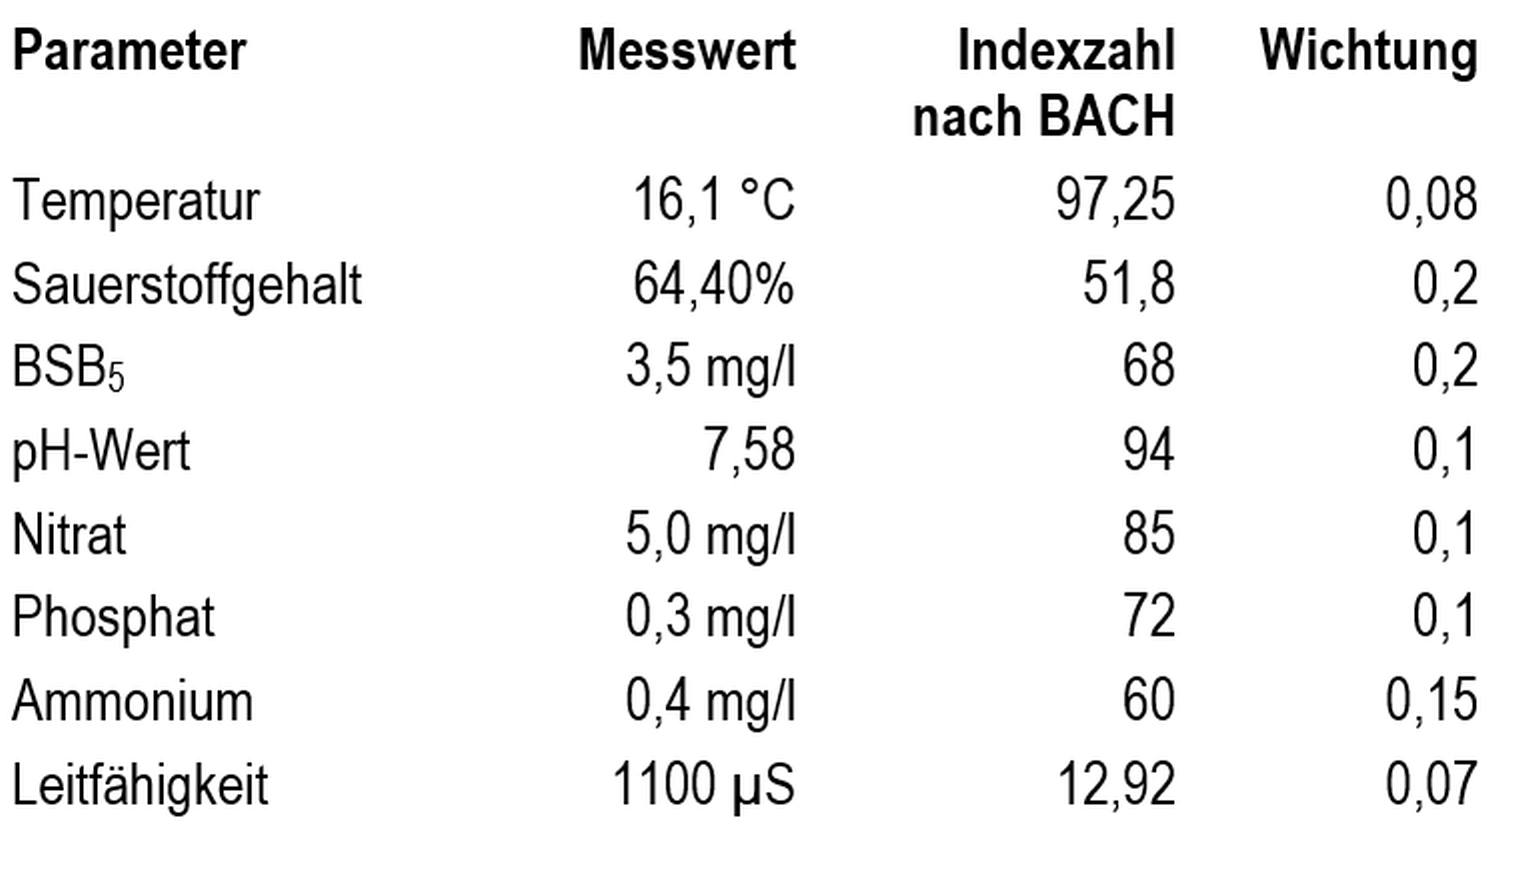 Parameter Messwert Indexzahl Wichtung
nach BACH
Temperatur 16,1 °C 97,25 0,08
Sauerstoffgehalt 64,40% 51,8 0,2
BSB₅ 3,5 mg/l 68 0,2
pH-Wert 7,58 94 0,1
Nitrat 5,0 mg/l 85 0,1
Phosphat 0,3 mg/l 72 0,1
Ammonium 0,4 mg/l 60 0,15
Leitfähigkeit 1100 µS 12,92 0,07